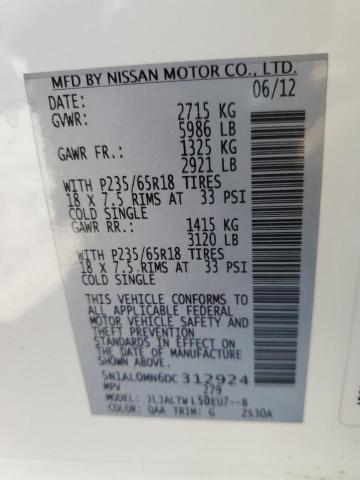 MFD BY NISSAN MOTOR CO., LTD.
DATE: 06/12
GVWR: 2715 KG
5986 LB
GAWR FR.: 1325 KG
2921 LB
WITH P235/65R18 TIRES
18 X 7.5 RIMS AT 33 PSI
COLD SINGLE
GAWR RR.: 1415 KG
3120 LB
WITH P235/65R18 TIRES
18 X 7.5 RIMS AT 33 PSI
COLD SINGLE
THIS VEHICLE CONFORMS TO
ALL APPLICABLE FEDERAL
MOTOR VEHICLE SAFETY
AND THEFT PREVENTION
STANDARDS IN EFFECT ON
THE DATE OF MANUFACTURE
SHOWN ABOVE.
5N1AL0MN6DC312924
MPV 279
JLJALTWL50EU7--B
COLOR: QAA TRIM: G 2S30A